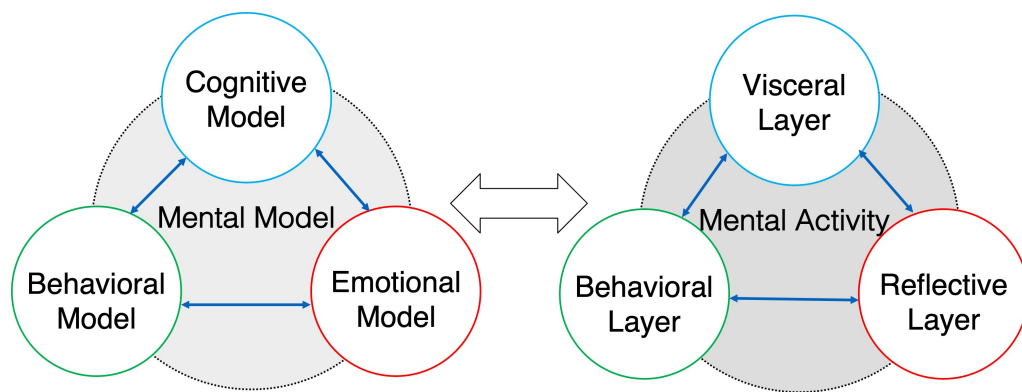 Cognitive
Model
Mental Model
Behavioral
Model
Emotional
Model
Visceral
Layer
Mental Activity
Behavioral
Layer
Reflective
Layer